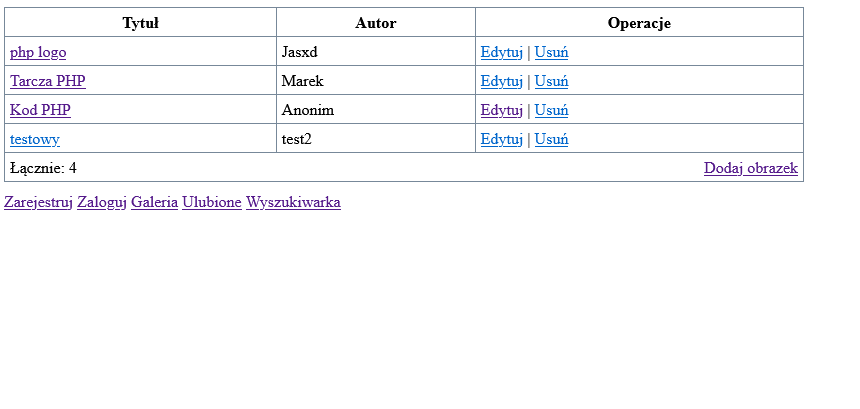 Tytuł Autor Operacje
php logo Jasxd Edytuj | Usuń
Tarcza PHP Marek Edytuj | Usuń
Kod PHP Anonim Edytuj | Usuń
testowy test2 Edytuj | Usuń
Łącznie: 4 Dodaj obrazek
Zarejestruj Zaloguj Galeria Ulubione Wyszukiwarka